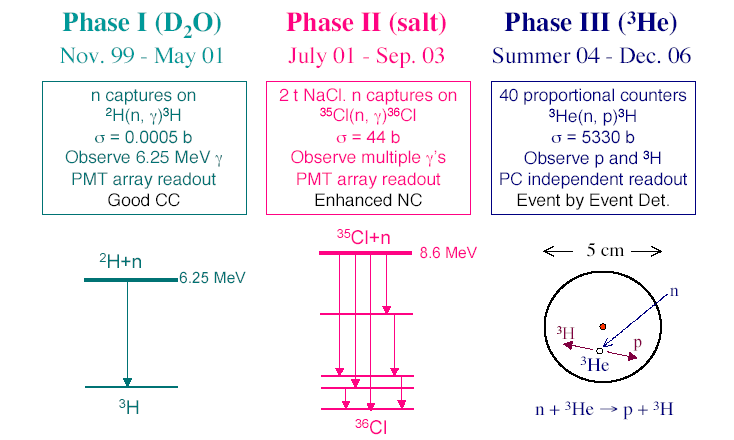 Phase I (D₂O)
Nov. 99 - May 01
n captures on
²H(n, γ)³H
σ = 0.0005 b
Observe 6.25 MeV γ
PMT array readout
Good CC
²H+n
6.25 MeV
³H
Phase II (salt)
July 01 - Sep. 03
2 t NaCl. n captures on
³⁵Cl(n, γ)³⁶Cl
σ = 44 b
Observe multiple γ's
PMT array readout
Enhanced NC
³⁵Cl+n
8.6 MeV
³⁶Cl
Phase III (³He)
Summer 04 - Dec. 06
40 proportional counters
³He(n, p)³H
σ = 5330 b
Observe p and ³H
PC independent readout
Event by Event Det.
5 cm
n
³H
p
³He
n + ³He → p + ³H